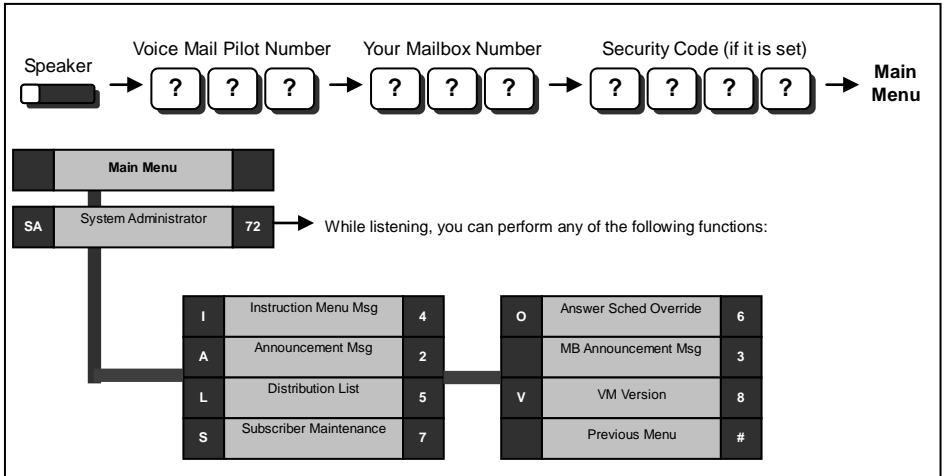 Speaker
Voice Mail Pilot Number
Your Mailbox Number
Security Code (if it is set)
? ? ?
? ? ?
? ? ? ?
Main
Menu
Main Menu
SA System Administrator 72
While listening, you can perform any of the following functions:
I Instruction Menu Msg 4
A Announcement Msg 2
L Distribution List 5
S Subscriber Maintenance 7
O Answer Sched Override 6
MB Announcement Msg 3
V VM Version 8
Previous Menu #